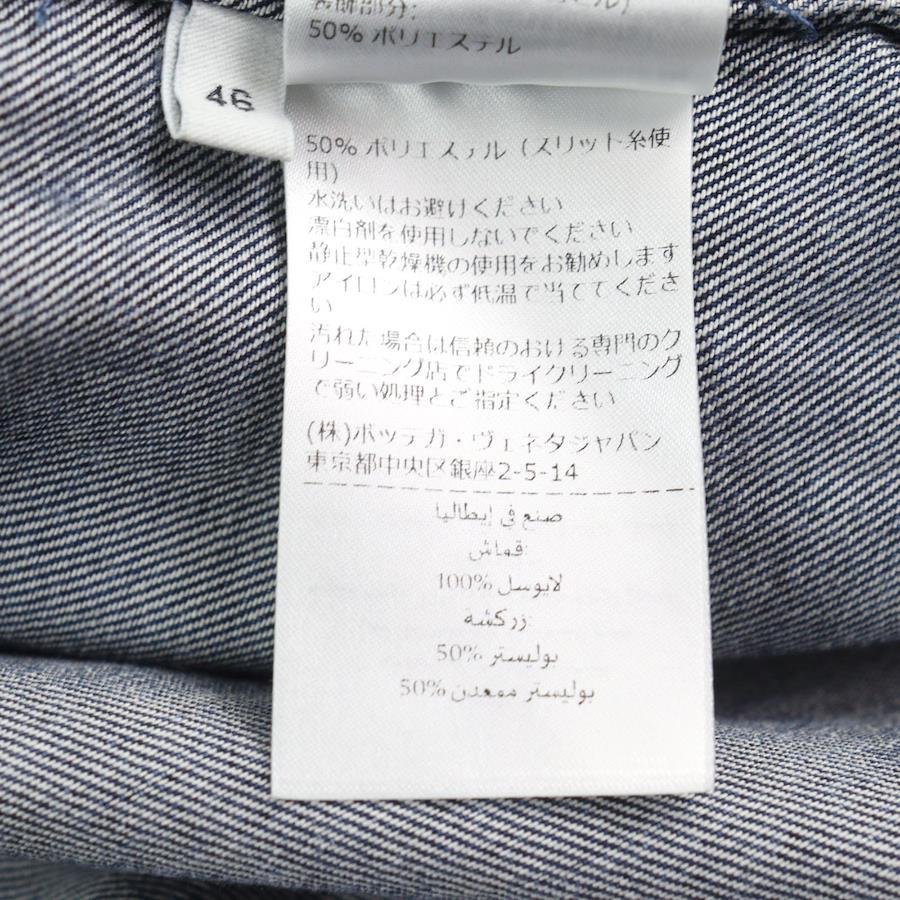 装飾部分:
50% ポリエステル
46
50% ポリエステル (スリット糸使
用)
水洗いはお避けください
漂白剤を使用しないでください
静止型乾燥機の使用をお勧めします
アイロンは必ず低温で当ててくださ
い
汚れた場合は信頼のおける専門のク
リーニング店でドライクリーニング
で弱い処理とご指定ください
(株)ボッテガ・ヴェネタジャパン
東京都中央区銀座2-5-14
صنع في إيطاليا
قماش:
لايوسل %100
زركشة:
بوليستر %50
بوليستر ممعدن %50